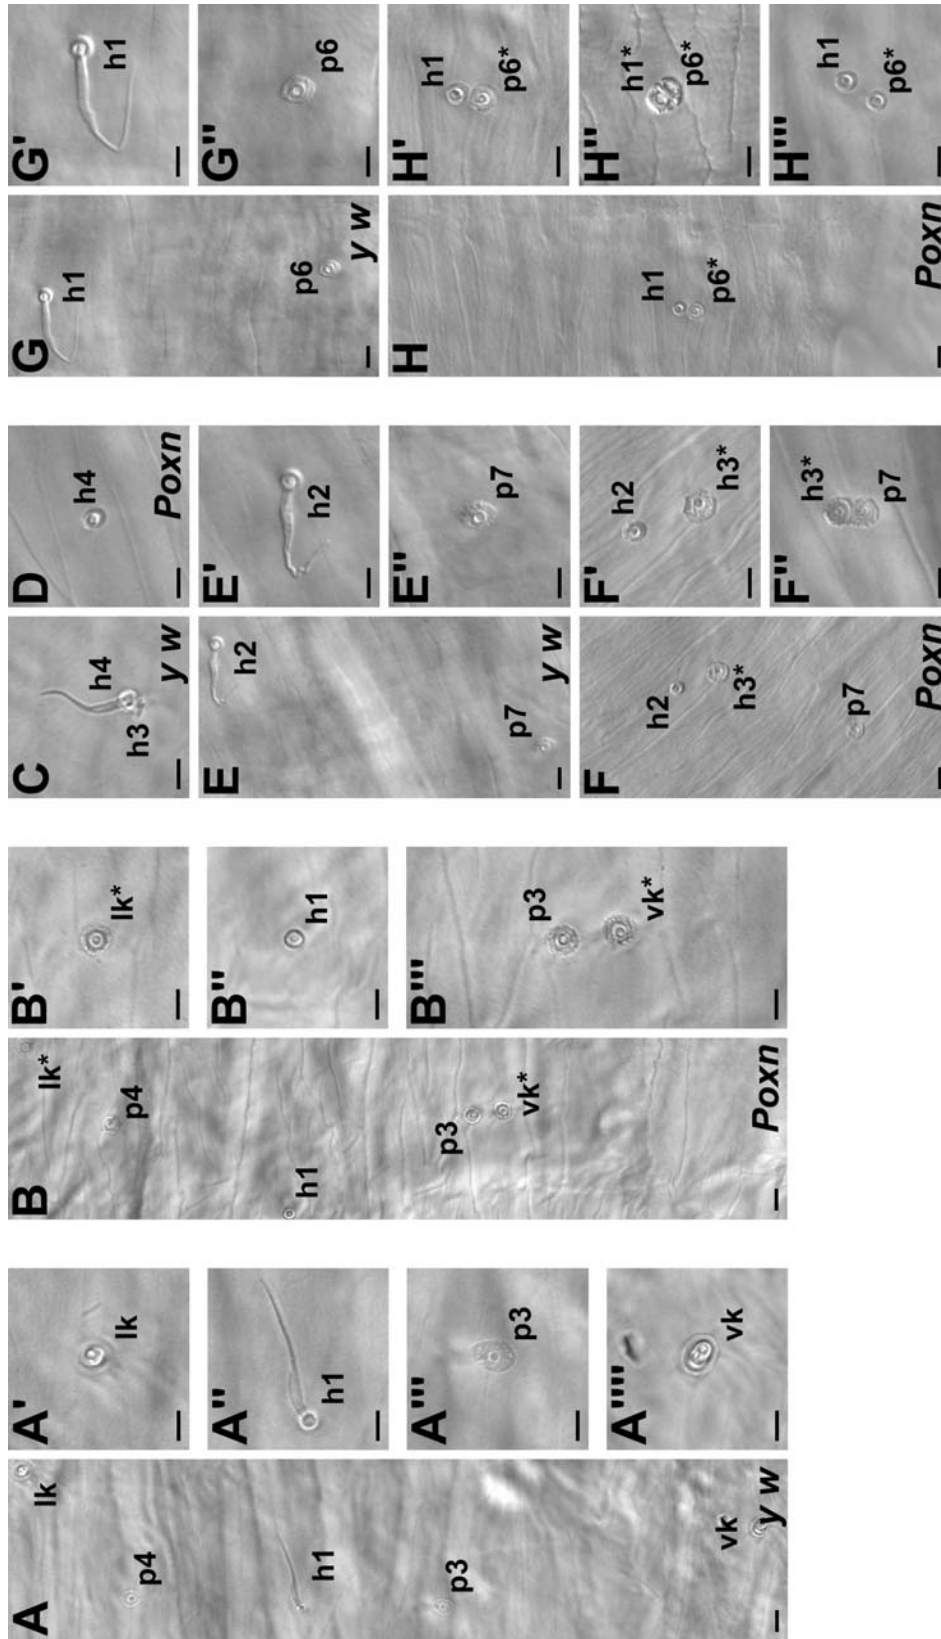 A
lk
p4
h1
p3
vk
y w
A'
lk
A''
h1
A'''
p3
A''''
vk
B
lk*
p4
h1
p3
vk*
Poxn
B'
lk*
B''
h1
B'''
p3
vk*
C
h4
h3
y w
D
h4
Poxn
E
h2
p7
y w
E'
h2
E''
p7
F
h2
h3*
p7
Poxn
F'
h2
h3*
F''
h3*
p7
G
h1
p6
y w
G'
h1
G''
p6
H
h1
p6*
Poxn
H'
h1
p6*
H''
h1*
p6*
H'''
h1
p6*